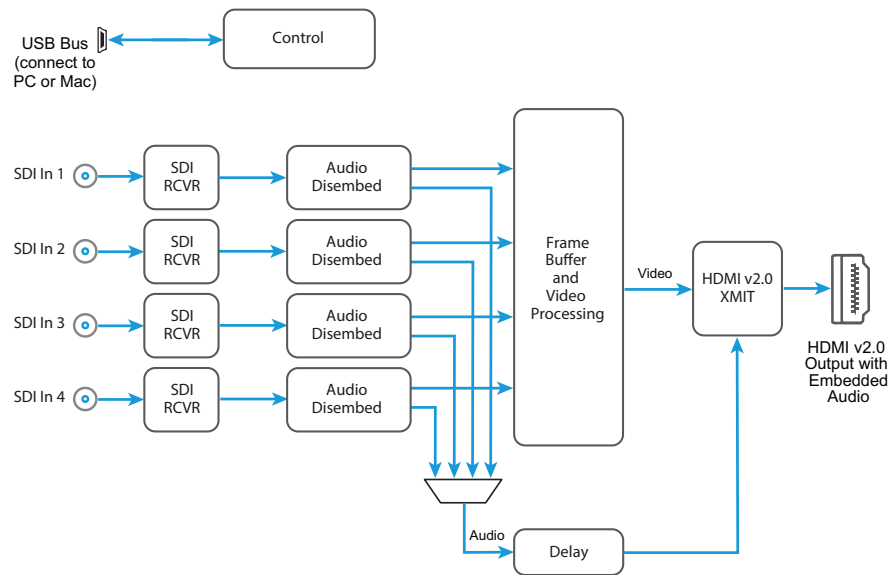 USB Bus
(connect to
PC or Mac)
Control
SDI In 1
SDI
RCVR
Audio
Disembed
SDI In 2
SDI
RCVR
Audio
Disembed
SDI In 3
SDI
RCVR
Audio
Disembed
SDI In 4
SDI
RCVR
Audio
Disembed
Frame
Buffer
and
Video
Processing
Video
HDMI v2.0
XMIT
HDMI v2.0
Output with
Embedded
Audio
Audio
Delay